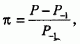 π = (P − P₋₁) / P₋₁,